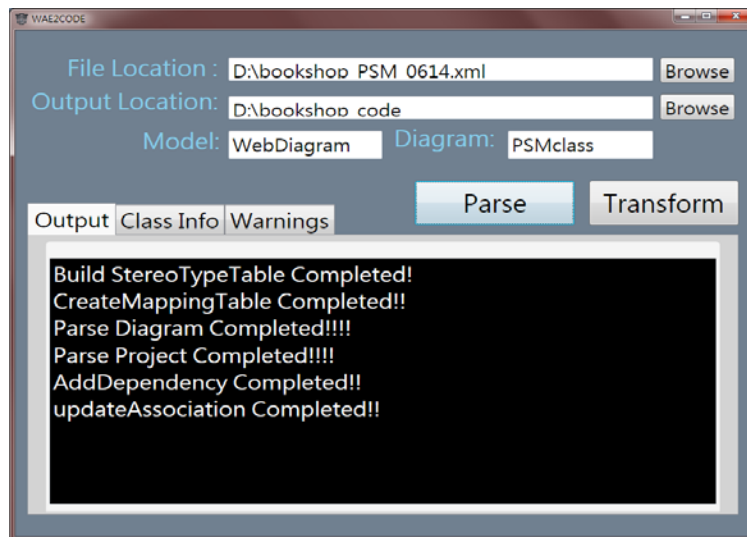 WAE2CODE
File Location : D:\bookshop_PSM_0614.xml Browse
Output Location: D:\bookshop_code Browse
Model: WebDiagram Diagram: PSMclass
Parse Transform
Output Class Info Warnings
Build StereoTypeTable Completed!
CreateMappingTable Completed!!
Parse Diagram Completed!!!!
Parse Project Completed!!!!
AddDependency Completed!!
updateAssociation Completed!!